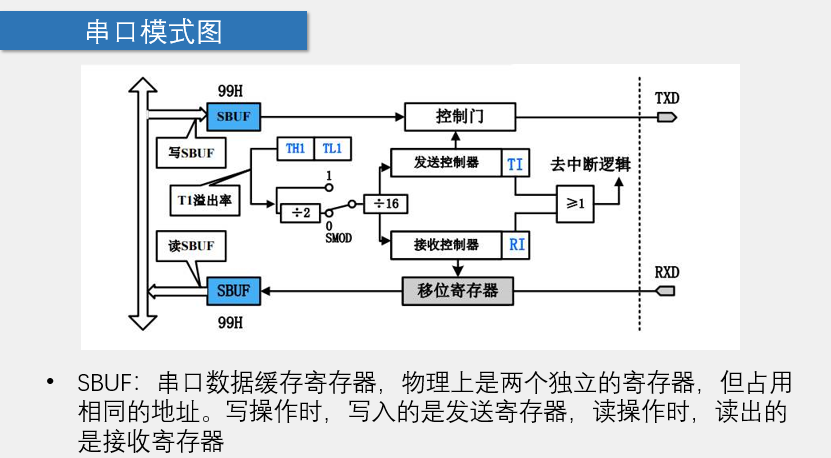 串口模式图
99H
SBUF
控制门
TXD
写SBUF
TH1 TL1
发送控制器 TI
去中断逻辑
T1溢出率
1
÷2
÷16
≥1
0
SMOD
读SBUF
接收控制器 RI
RXD
SBUF
移位寄存器
99H
• SBUF：串口数据缓存寄存器，物理上是两个独立的寄存器，但占用
相同的地址。写操作时，写入的是发送寄存器，读操作时，读出的
是接收寄存器